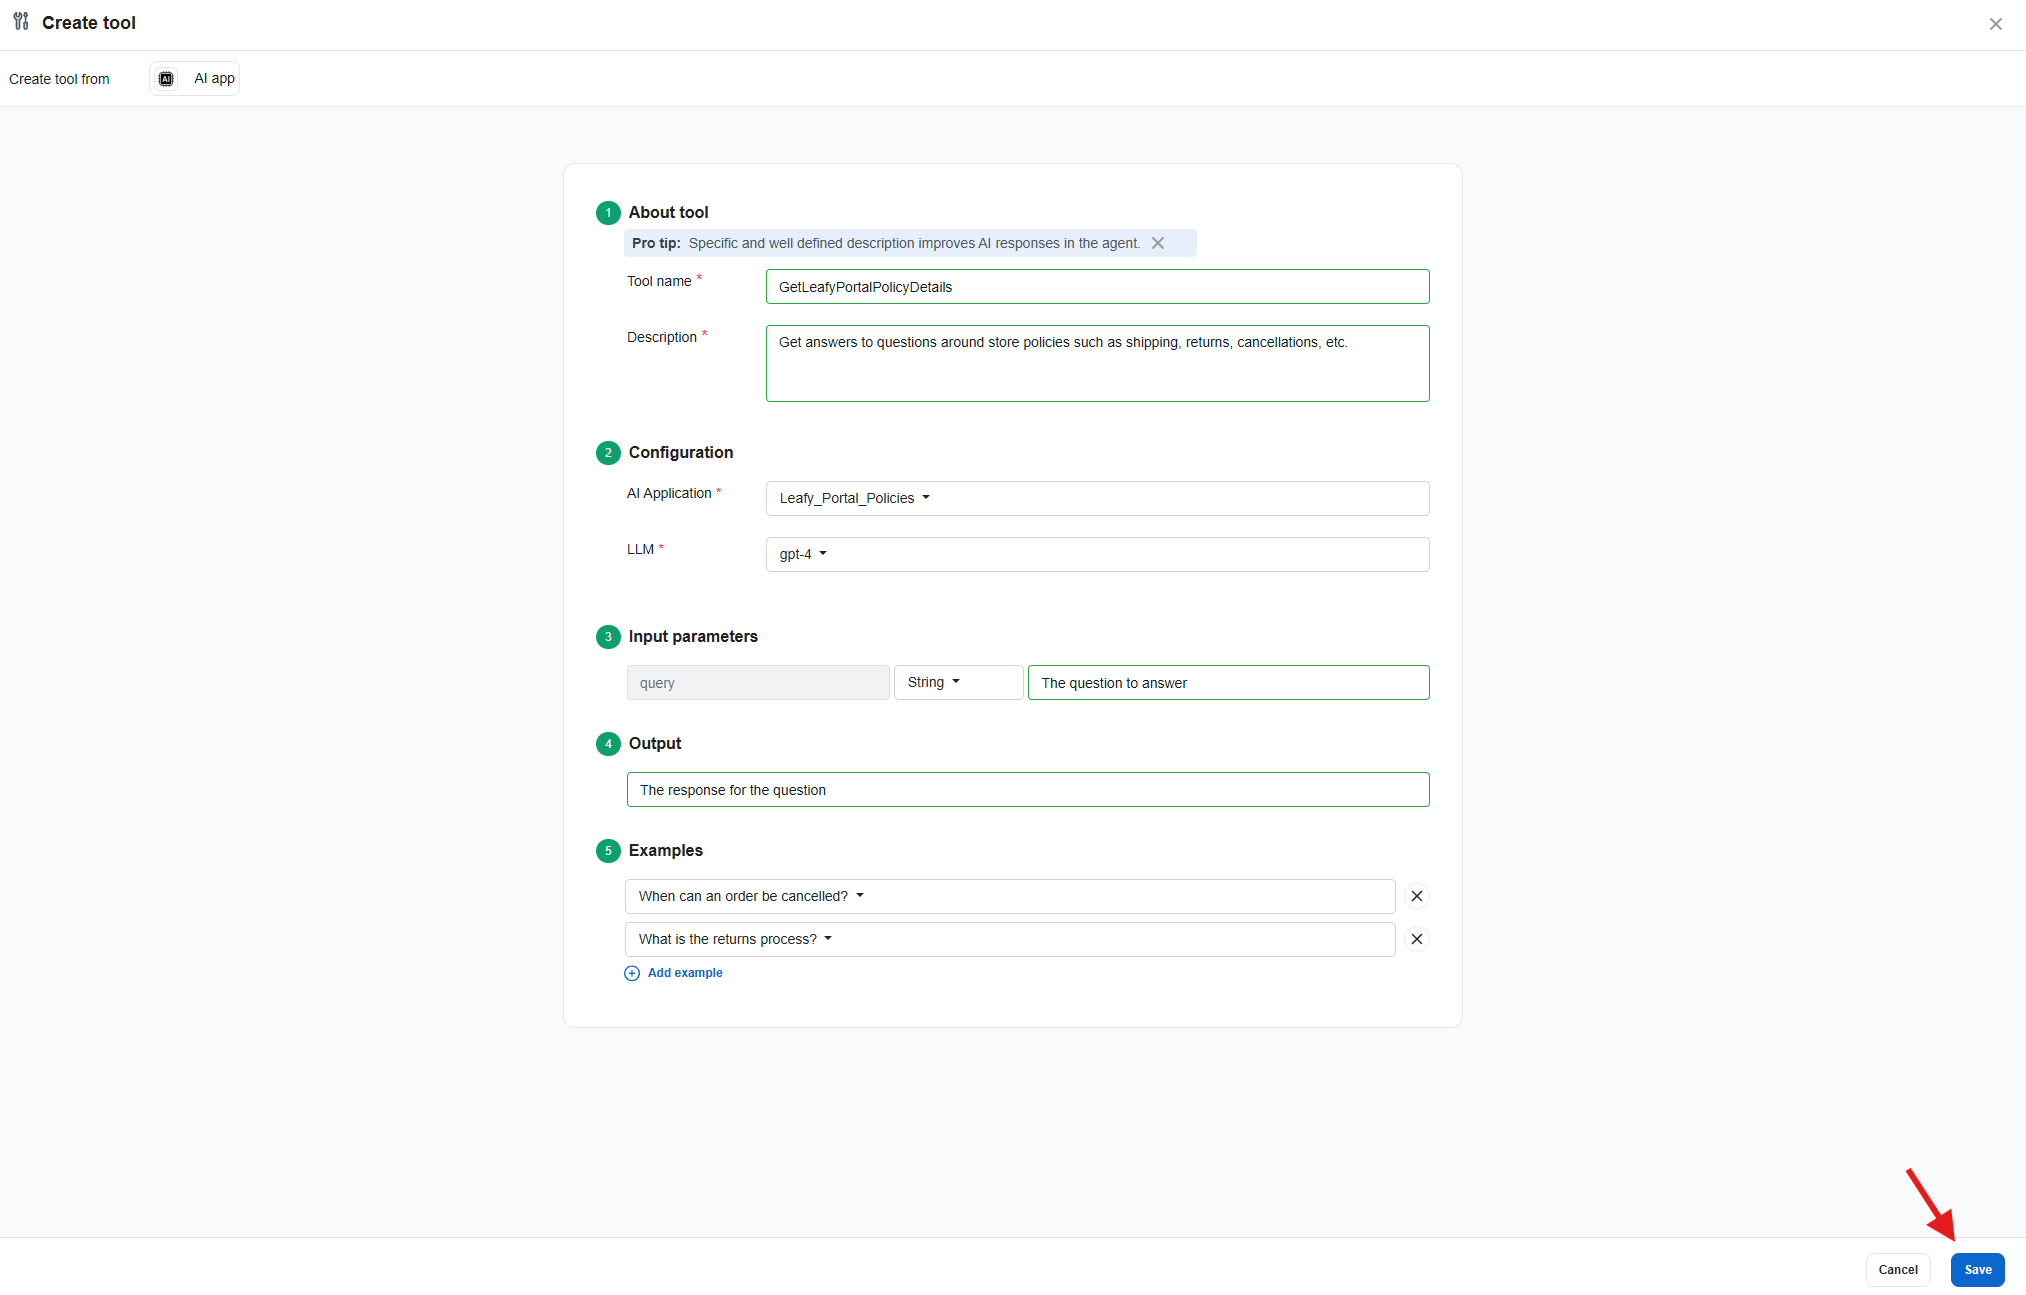 Create tool
Create tool from
AI AI app
1 About tool
Pro tip: Specific and well defined description improves AI responses in the agent.
Tool name *
GetLeafyPortalPolicyDetails
Description *
Get answers to questions around store policies such as shipping, returns, cancellations, etc.
2 Configuration
AI Application *
Leafy_Portal_Policies
LLM *
gpt-4
3 Input parameters
query
String
The question to answer
4 Output
The response for the question
5 Examples
When can an order be cancelled?
What is the returns process?
Add example
Cancel
Save